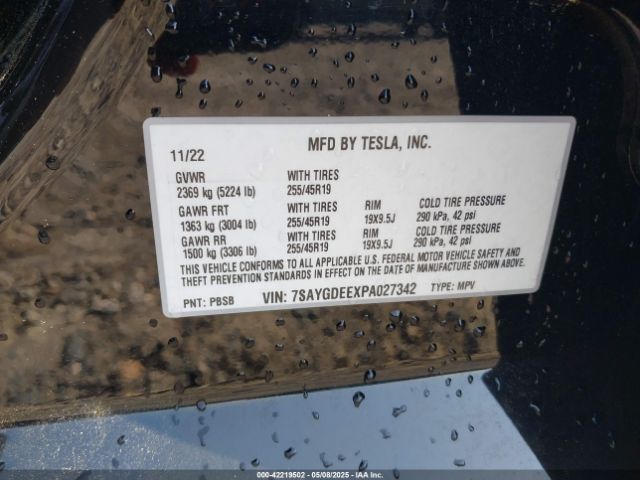 MFD BY TESLA, INC.
11/22
GVWR WITH TIRES
2369 kg (5224 lb) 255/45R19
GAWR FRT WITH TIRES RIM COLD TIRE PRESSURE
1363 kg (3004 lb) 255/45R19 19X9.5J 290 kPa, 42 psi
GAWR RR WITH TIRES RIM COLD TIRE PRESSURE
1500 kg (3306 lb) 255/45R19 19X9.5J 290 kPa, 42 psi
THIS VEHICLE CONFORMS TO ALL APPLICABLE U.S. FEDERAL MOTOR VEHICLE SAFETY AND
THEFT PREVENTION STANDARDS IN EFFECT ON THE DATE OF MANUFACTURE SHOWN ABOVE.
PNT: PBSB VIN: 7SAYGDEEXPA027342 TYPE: MPV
000-42219502 - 05/08/2025 - IAA Inc.